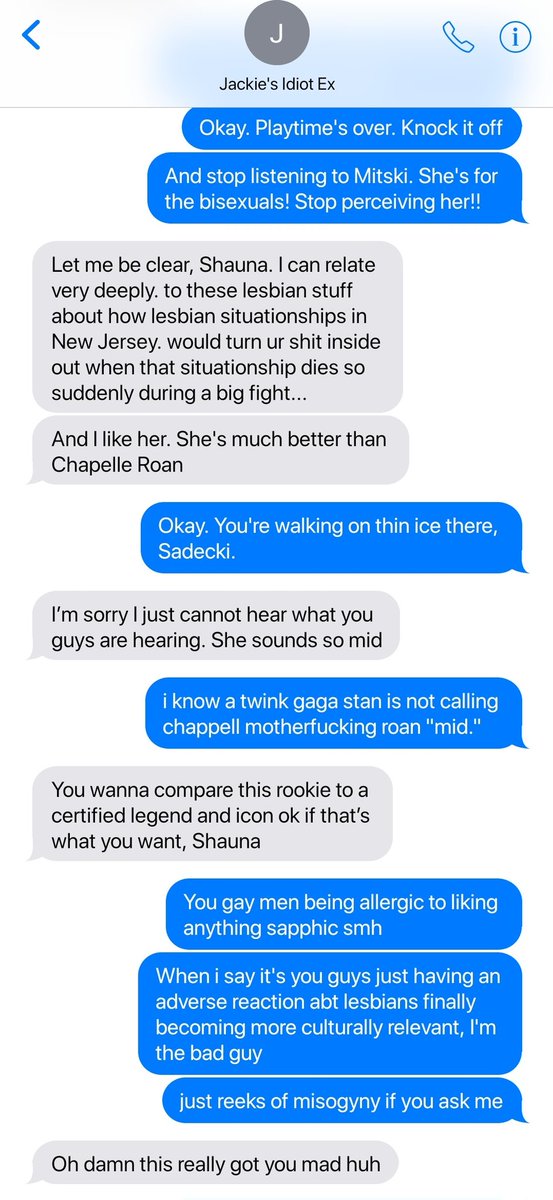 J
Jackie's Idiot Ex
Okay. Playtime's over. Knock it off
And stop listening to Mitski. She's for
the bisexuals! Stop perceiving her!!
Let me be clear, Shauna. I can relate
very deeply. to these lesbian stuff
about how lesbian situationships in
New Jersey. would turn ur shit inside
out when that situationship dies so
suddenly during a big fight...
And I like her. She's much better than
Chapelle Roan
Okay. You're walking on thin ice there,
Sadecki.
I’m sorry I just cannot hear what you
guys are hearing. She sounds so mid
i know a twink gaga stan is not calling
chappell motherfucking roan "mid."
You wanna compare this rookie to a
certified legend and icon ok if that’s
what you want, Shauna
You gay men being allergic to liking
anything sapphic smh
When i say it's you guys just having an
adverse reaction abt lesbians finally
becoming more culturally relevant, I'm
the bad guy
just reeks of misogyny if you ask me
Oh damn this really got you mad huh